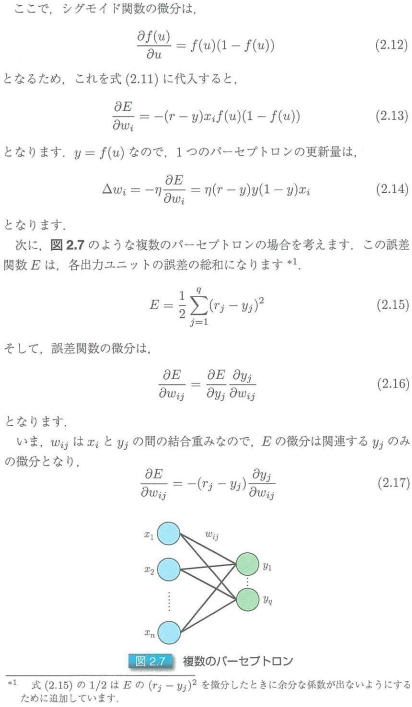 ここで，シグモイド関数の微分は，
∂f(u)/∂u = f(u)(1 − f(u)) (2.12)
となるため，これを式 (2.11) に代入すると，
∂E/∂w_i = −(r − y)x_i f(u)(1 − f(u)) (2.13)
となります．y = f(u) なので，1 つのパーセプトロンの更新量は，
Δw_i = −η ∂E/∂w_i = η(r − y)y(1 − y)x_i (2.14)
となります．
次に，図 2.7 のような複数のパーセプトロンの場合を考えます．この誤差
関数 E は，各出力ユニットの誤差の総和になります *1．
E = 1/2 ∑_{j=1}^{q} (r_j − y_j)^2 (2.15)
そして，誤差関数の微分は，
∂E/∂w_{ij} = ∂E/∂y_j ∂y_j/∂w_{ij} (2.16)
となります．
いま，w_{ij} は x_i と y_j の間の結合重みなので，E の微分は関連する y_j のみ
の微分となり，
∂E/∂w_{ij} = −(r_j − y_j) ∂y_j/∂w_{ij} (2.17)
x_1 w_{ij}
x_2 y_1
y_q
x_n
図 2.7 複数のパーセプトロン
*1 式 (2.15) の 1/2 は E の (r_j − y_j)^2 を微分したときに余分な係数が出ないようにする
ために追加しています．